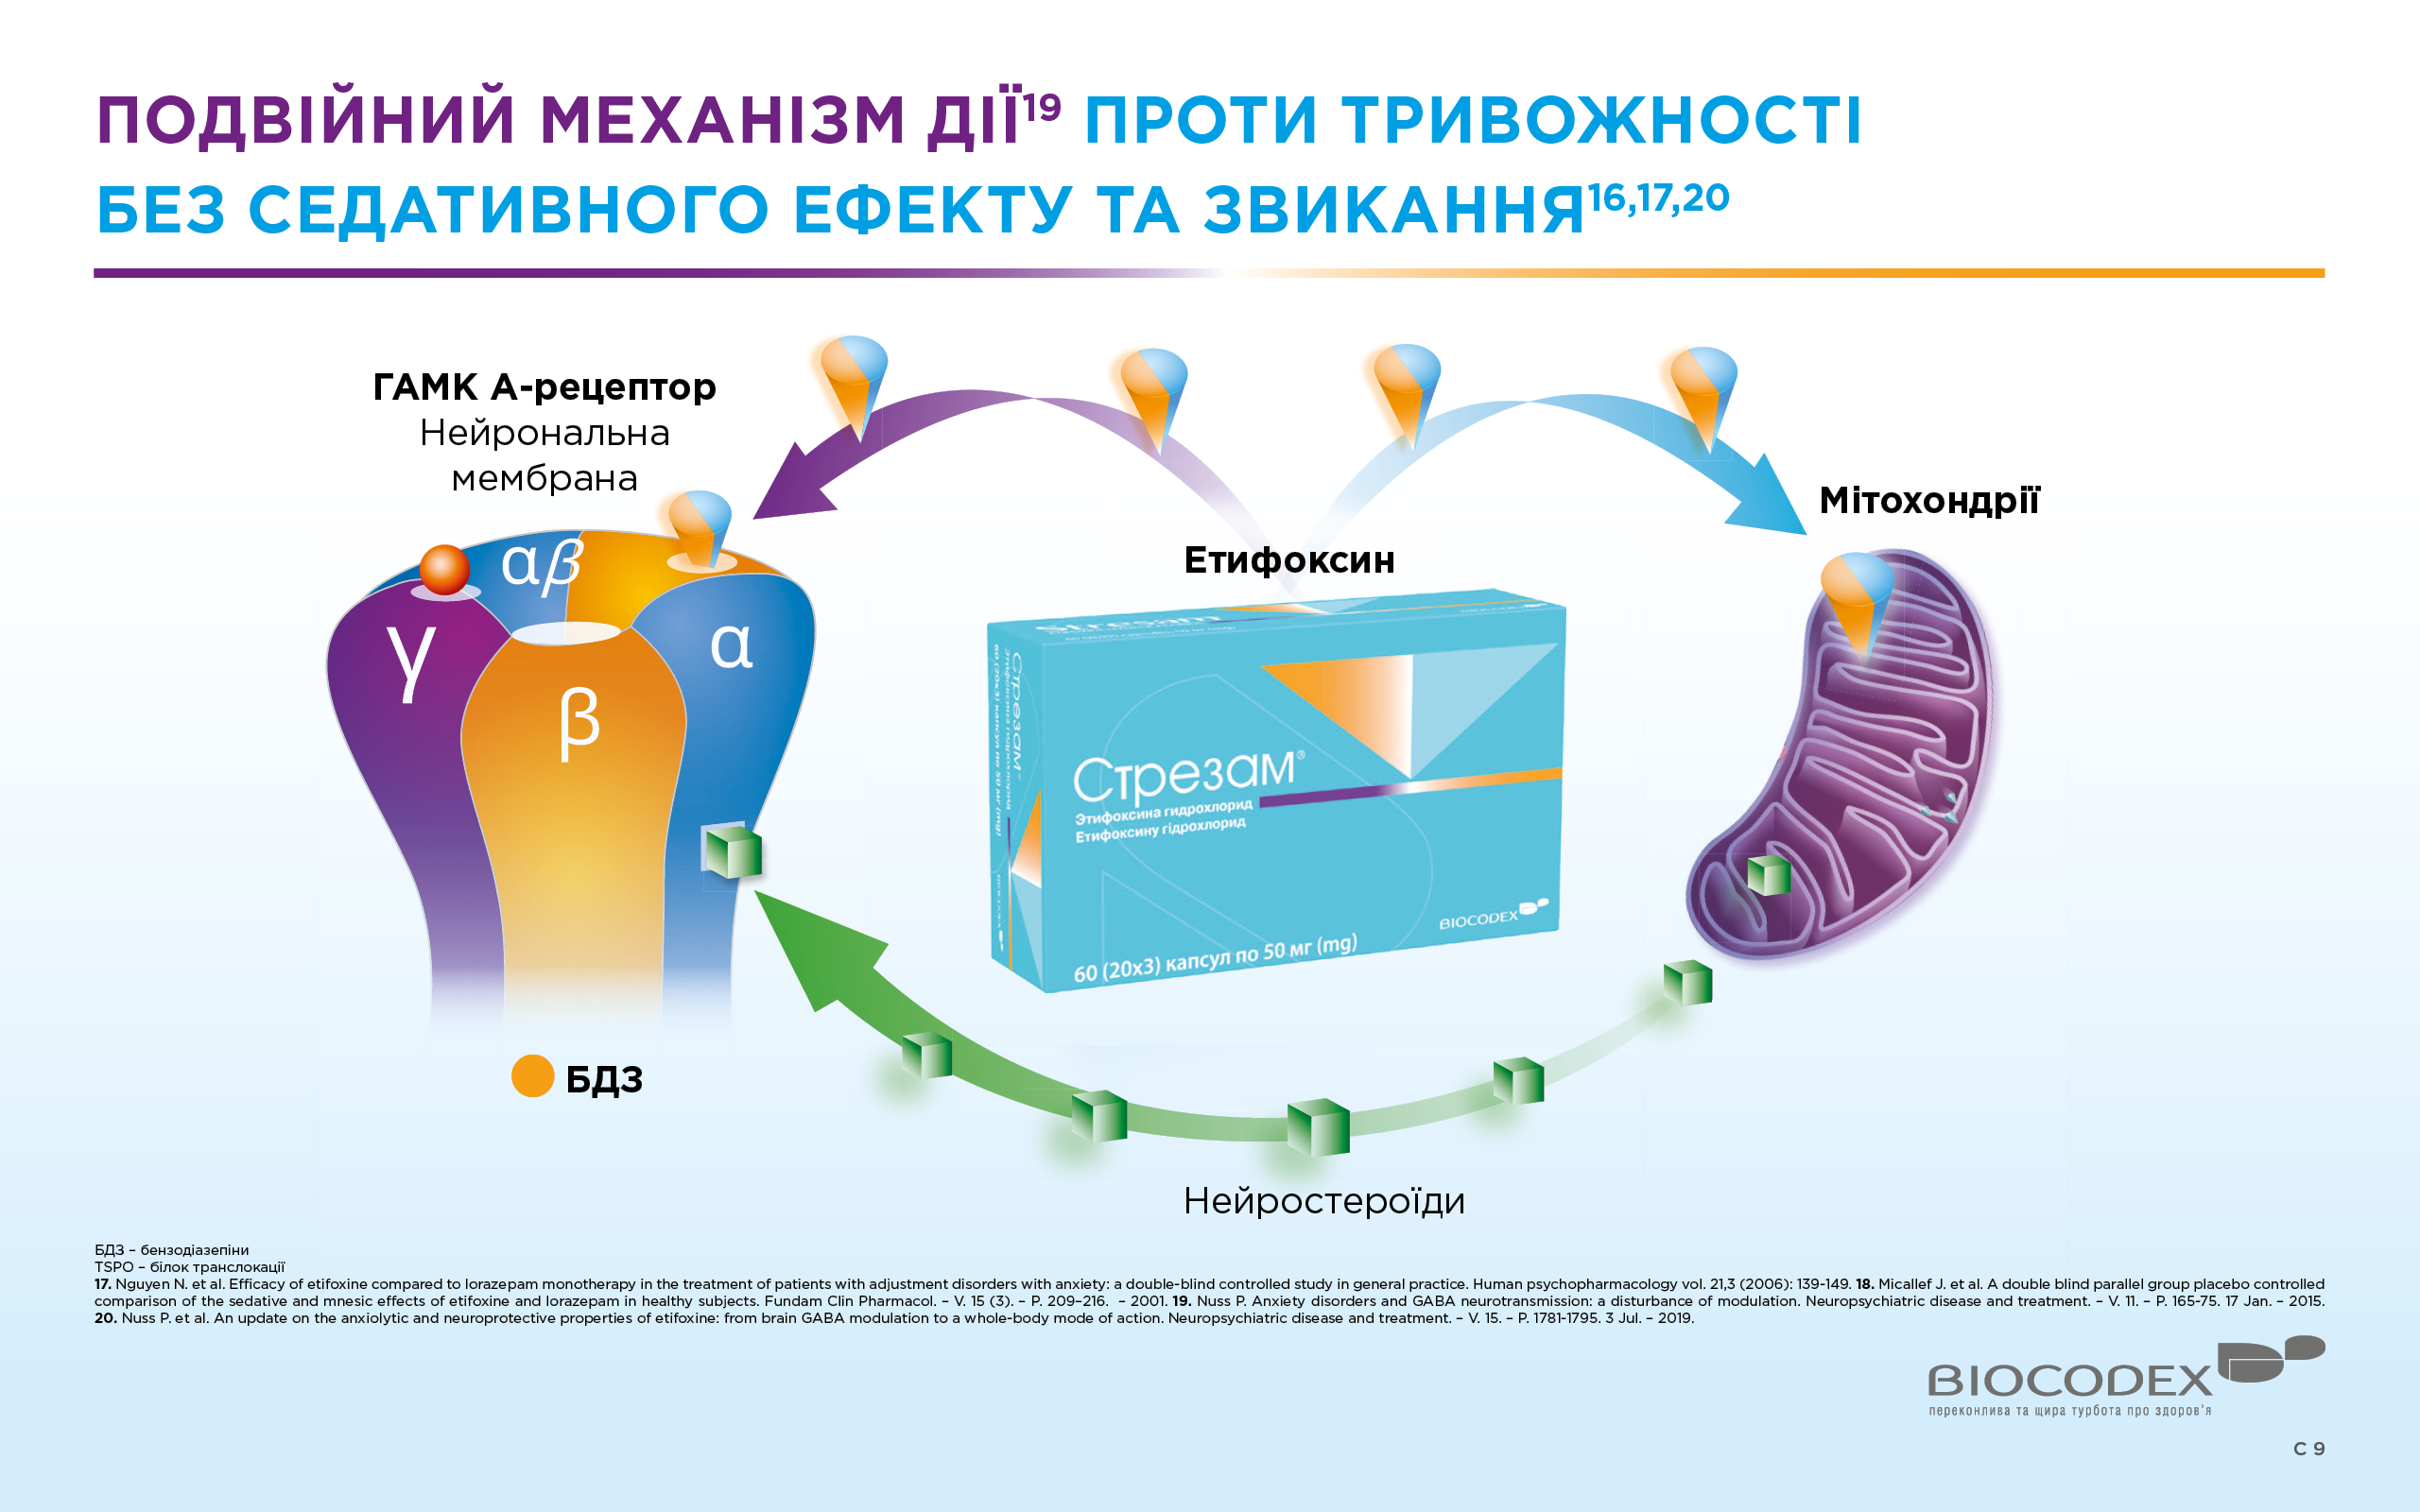 ПОДВІЙНИЙ МЕХАНІЗМ ДІЇ19 ПРОТИ ТРИВОЖНОСТІ
БЕЗ СЕДАТИВНОГО ЕФЕКТУ ТА ЗВИКАННЯ16,17,20
ГАМК А-рецептор
Нейрональна
мембрана
Мітохондрії
Етифоксин
αβ
γ
α
β
Stresam
Стрезам®
Этифоксина гидрохлорид
Етифоксину гідрохлорид
BIOCODEX
60 (20x3) капсул по 50 мг (mg)
Стрезам®
БДЗ
Нейростероїди
БДЗ – бензодіазепіни
TSPO – білок транслокації
17. Nguyen N. et al. Efficacy of etifoxine compared to lorazepam monotherapy in the treatment of patients with adjustment disorders with anxiety: a double-blind controlled study in general practice. Human psychopharmacology vol. 21,3 (2006): 139-149. 18. Micallef J. et al. A double blind parallel group placebo controlled
comparison of the sedative and mnesic effects of etifoxine and lorazepam in healthy subjects. Fundam Clin Pharmacol. – V. 15 (3). – P. 209–216. – 2001. 19. Nuss P. Anxiety disorders and GABA neurotransmission: a disturbance of modulation. Neuropsychiatric disease and treatment. – V. 11. – P. 165-75. 17 Jan. – 2015.
20. Nuss P. et al. An update on the anxiolytic and neuroprotective properties of etifoxine: from brain GABA modulation to a whole-body mode of action. Neuropsychiatric disease and treatment. – V. 15. – P. 1781-1795. 3 Jul. – 2019.
BIOCODEX
переконлива та щира турбота про здоров'я
С 9